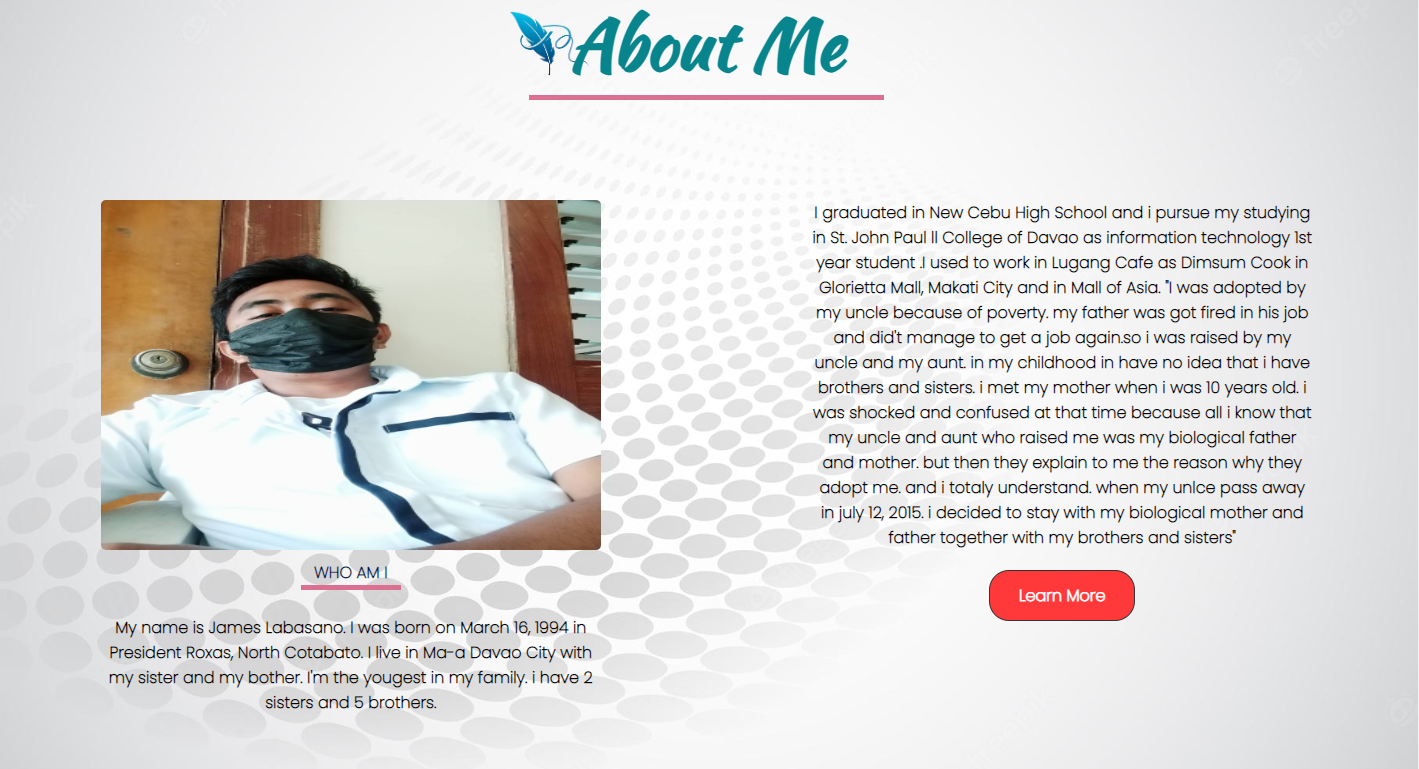 About Me
WHO AM I
My name is James Labasano. I was born on March 16, 1994 in
President Roxas, North Cotabato. I live in Ma-a Davao City with
my sister and my bother. I'm the yougest in my family. i have 2
sisters and 5 brothers.
I graduated in New Cebu High School and i pursue my studying
in St. John Paul ll College of Davao as information technology 1st
year student .I used to work in Lugang Cafe as Dimsum Cook in
Glorietta Mall, Makati City and in Mall of Asia. "I was adopted by
my uncle because of poverty. my father was got fired in his job
and did't manage to get a job again.so i was raised by my
uncle and my aunt. in my childhood in have no idea that i have
brothers and sisters. i met my mother when i was 10 years old. i
was shocked and confused at that time because all i know that
my uncle and aunt who raised me was my biological father
and mother. but then they explain to me the reason why they
adopt me. and i totaly understand. when my unlce pass away
in july 12, 2015. i decided to stay with my biological mother and
father together with my brothers and sisters"
Learn More